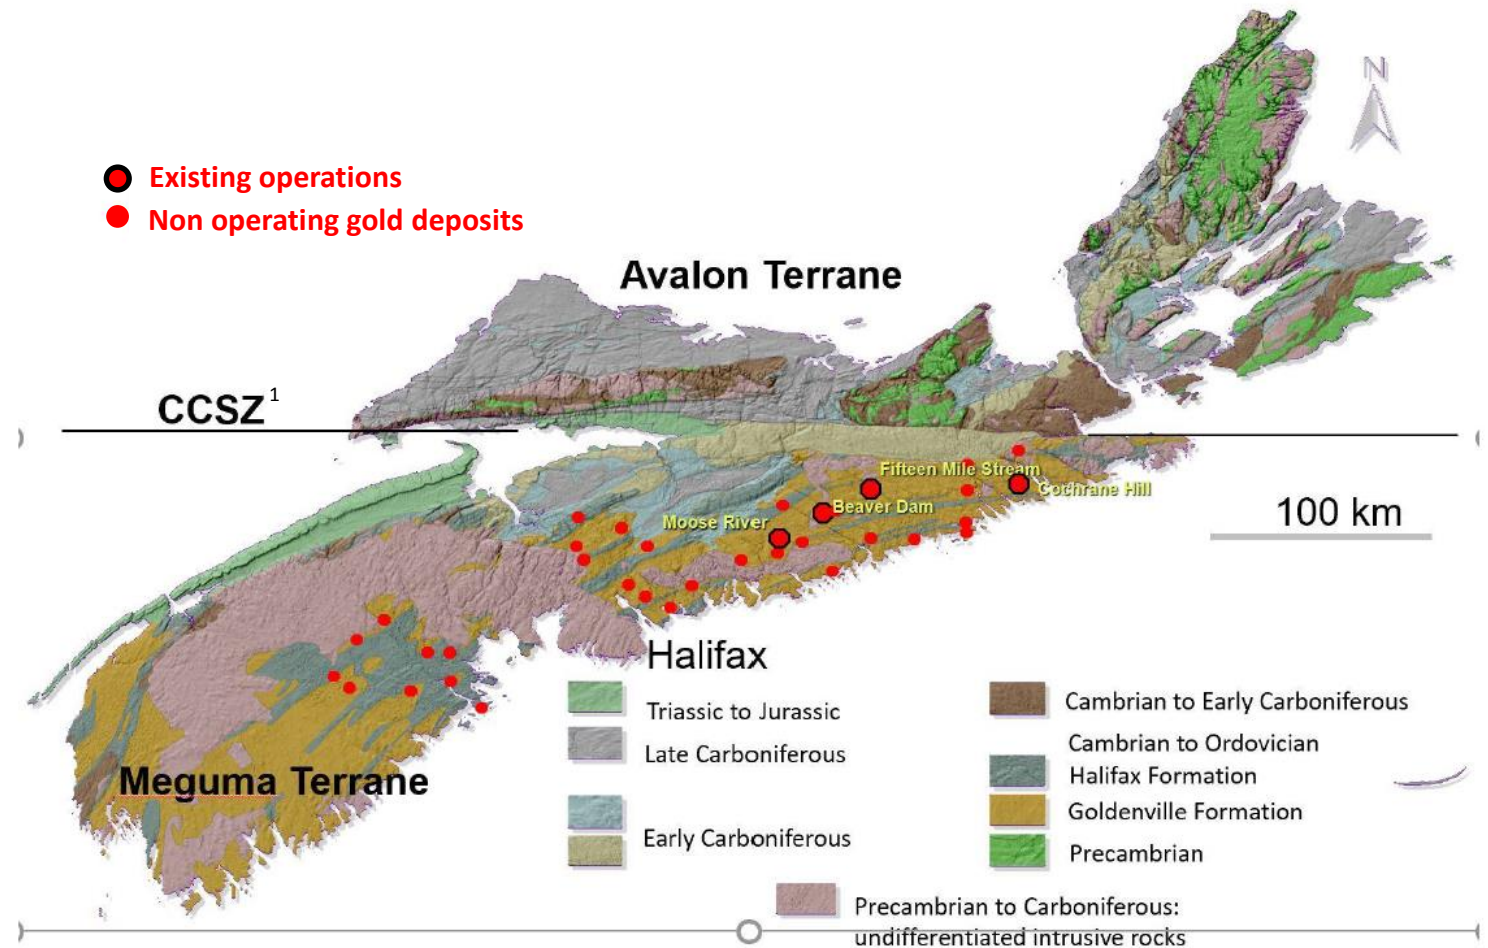 N
Existing operations
Non operating gold deposits
Avalon Terrane
CCSZ1
Fifteen Mile Stream
Cochrane Hill
Beaver Dam
Moose River
100 km
Halifax
Meguma Terrane
Triassic to Jurassic
Late Carboniferous
Early Carboniferous
Cambrian to Early Carboniferous
Cambrian to Ordovician
Halifax Formation
Goldenville Formation
Precambrian
Precambrian to Carboniferous:
undifferentiated intrusive rocks